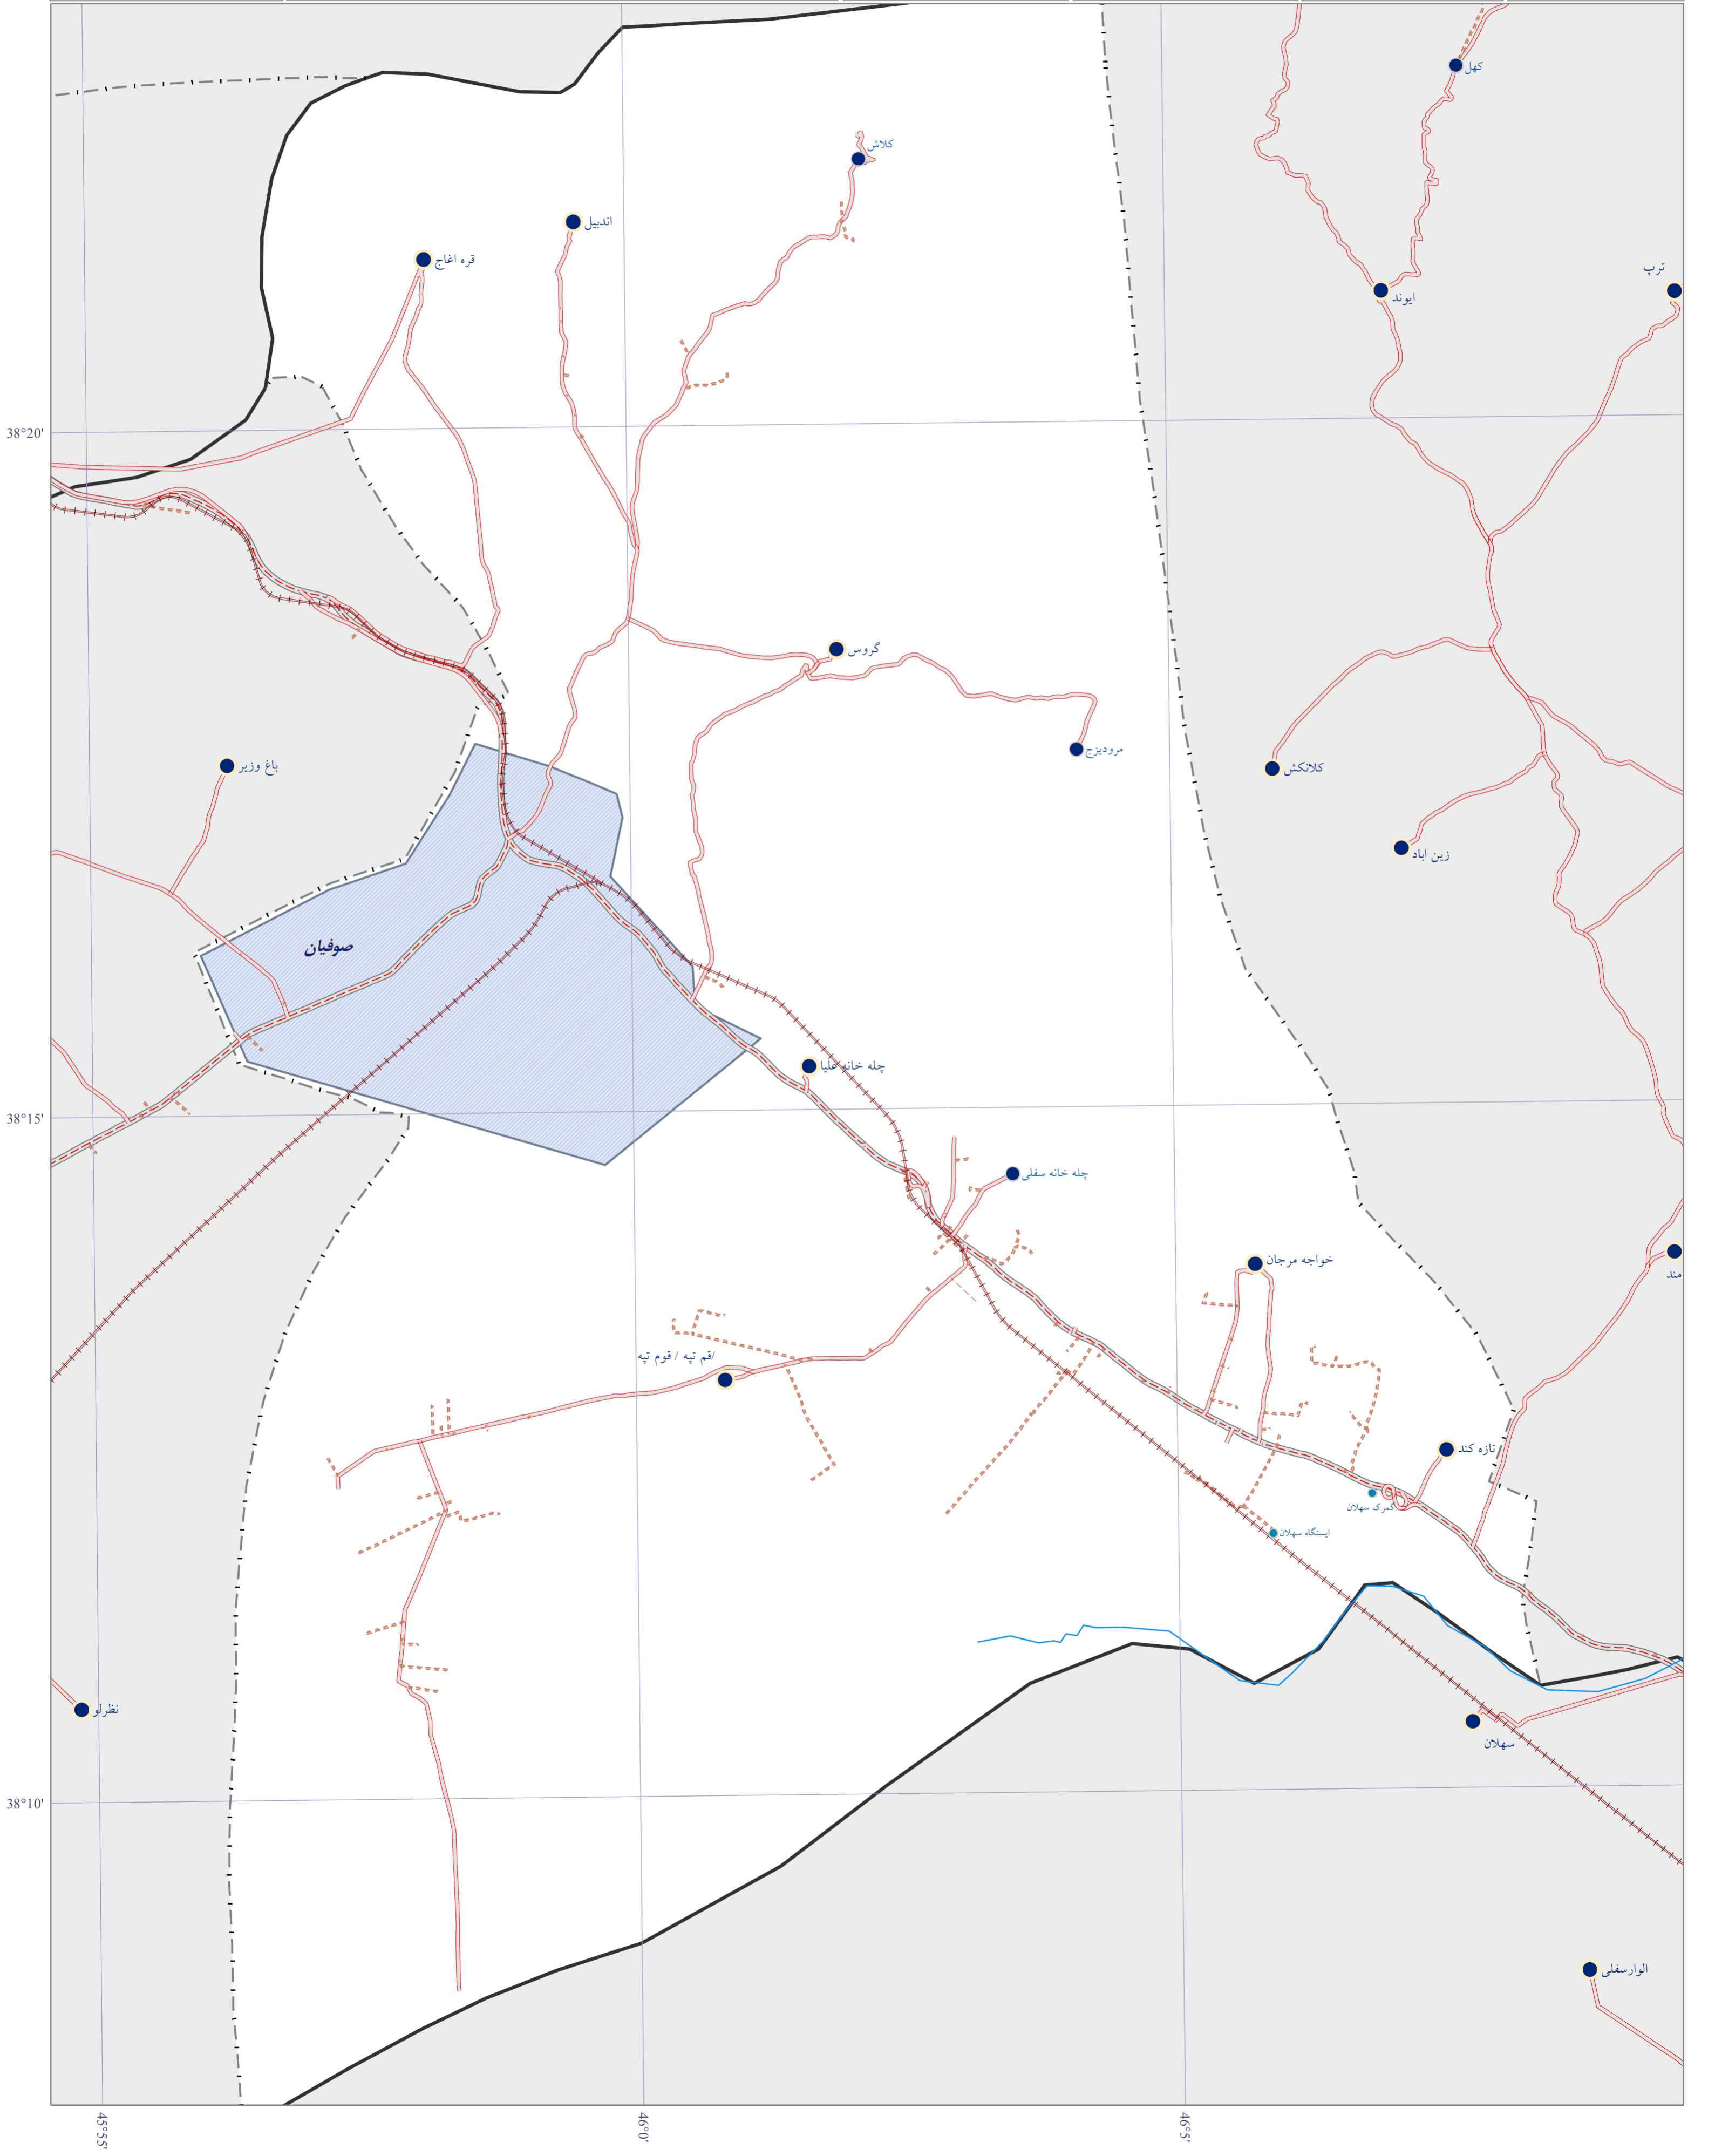 کهل
کلاش
اندبیل
قره اغاج
ترپ
ایوند
38°20'
گروس
مرودیزج
باغ وزیر
کلانکش
زین اباد
صوفیان
چله خانه علیا
38°15'
چله خانه سفلی
خواجه مرجان
امند
قم تپه / قوم تپه/
تازه کند
گمرک سهلان
ایستگاه سهلان
نظرلو
سهلان
38°10'
الوارسفلی
45°55'
46°0'
46°5'